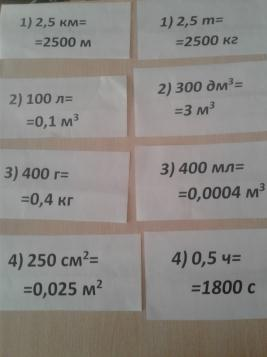 1) 2,5 км=
=2500 м
1) 2,5 т=
=2500 кг
2) 100 л=
=0,1 м³
2) 300 дм³=
=3 м³
3) 400 г=
=0,4 кг
3) 400 мл=
=0,0004 м³
4) 250 см²=
=0,025 м²
4) 0,5 ч=
=1800 с